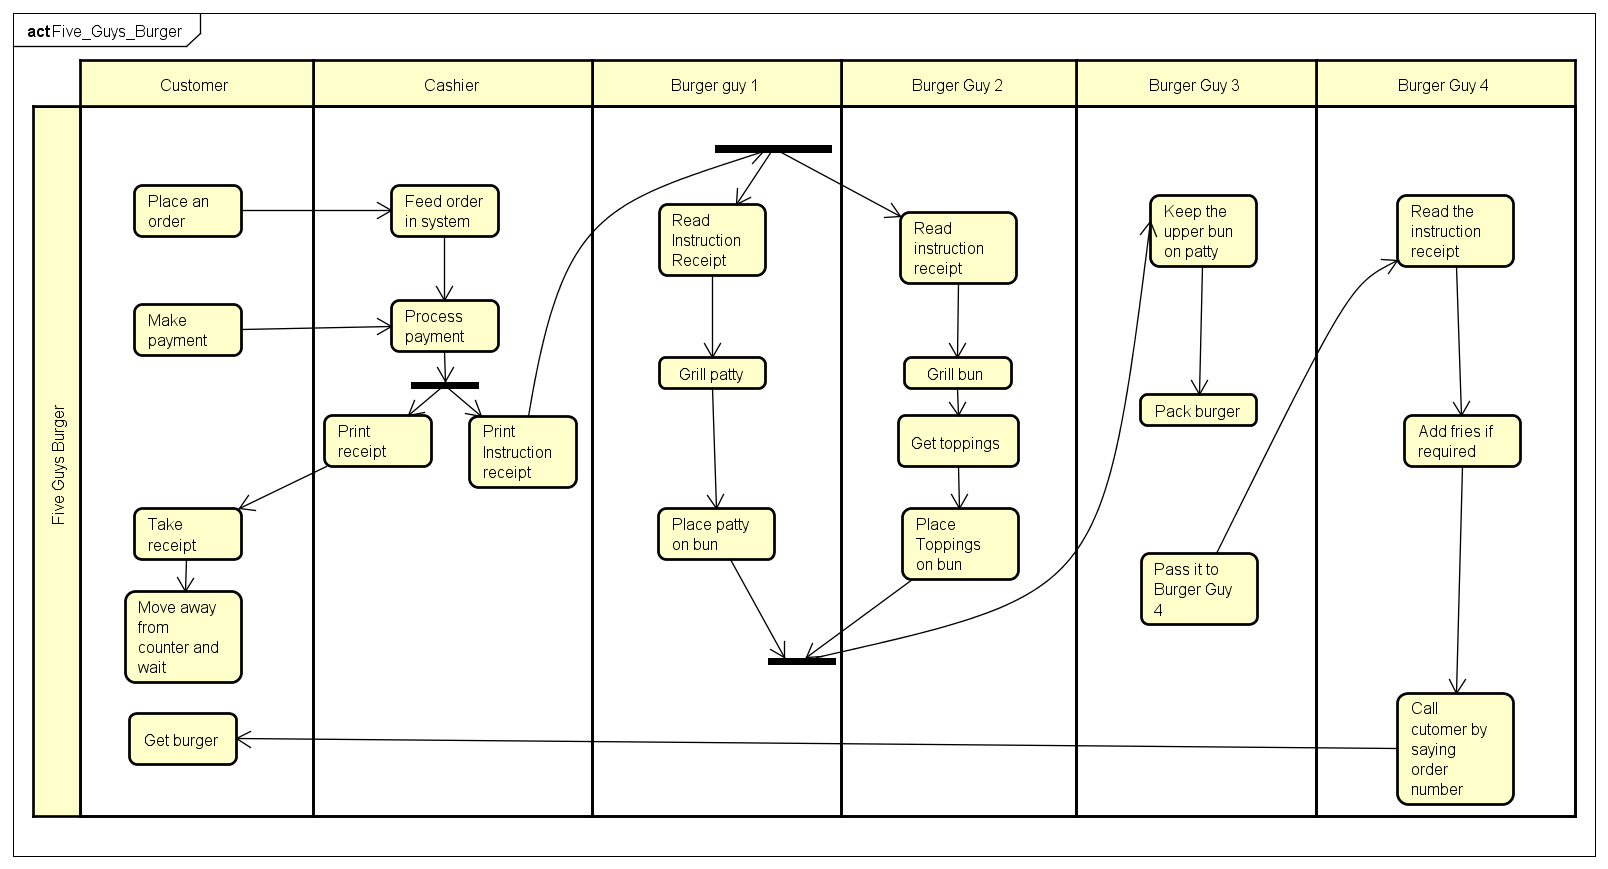 act Five_Guys_Burger
Customer
Cashier
Burger guy 1
Burger Guy 2
Burger Guy 3
Burger Guy 4
Five Guys Burger
Place an
order
Make
payment
Take
receipt
Move away
from
counter and
wait
Get burger
Feed order
in system
Process
payment
Print
receipt
Print
Instruction
receipt
Read
Instruction
Receipt
Grill patty
Place patty
on bun
Read
instruction
receipt
Grill bun
Get toppings
Place
Toppings
on bun
Keep the
upper bun
on patty
Pack burger
Pass it to
Burger Guy
4
Read the
instruction
receipt
Add fries if
required
Call
cutomer by
saying
order
number